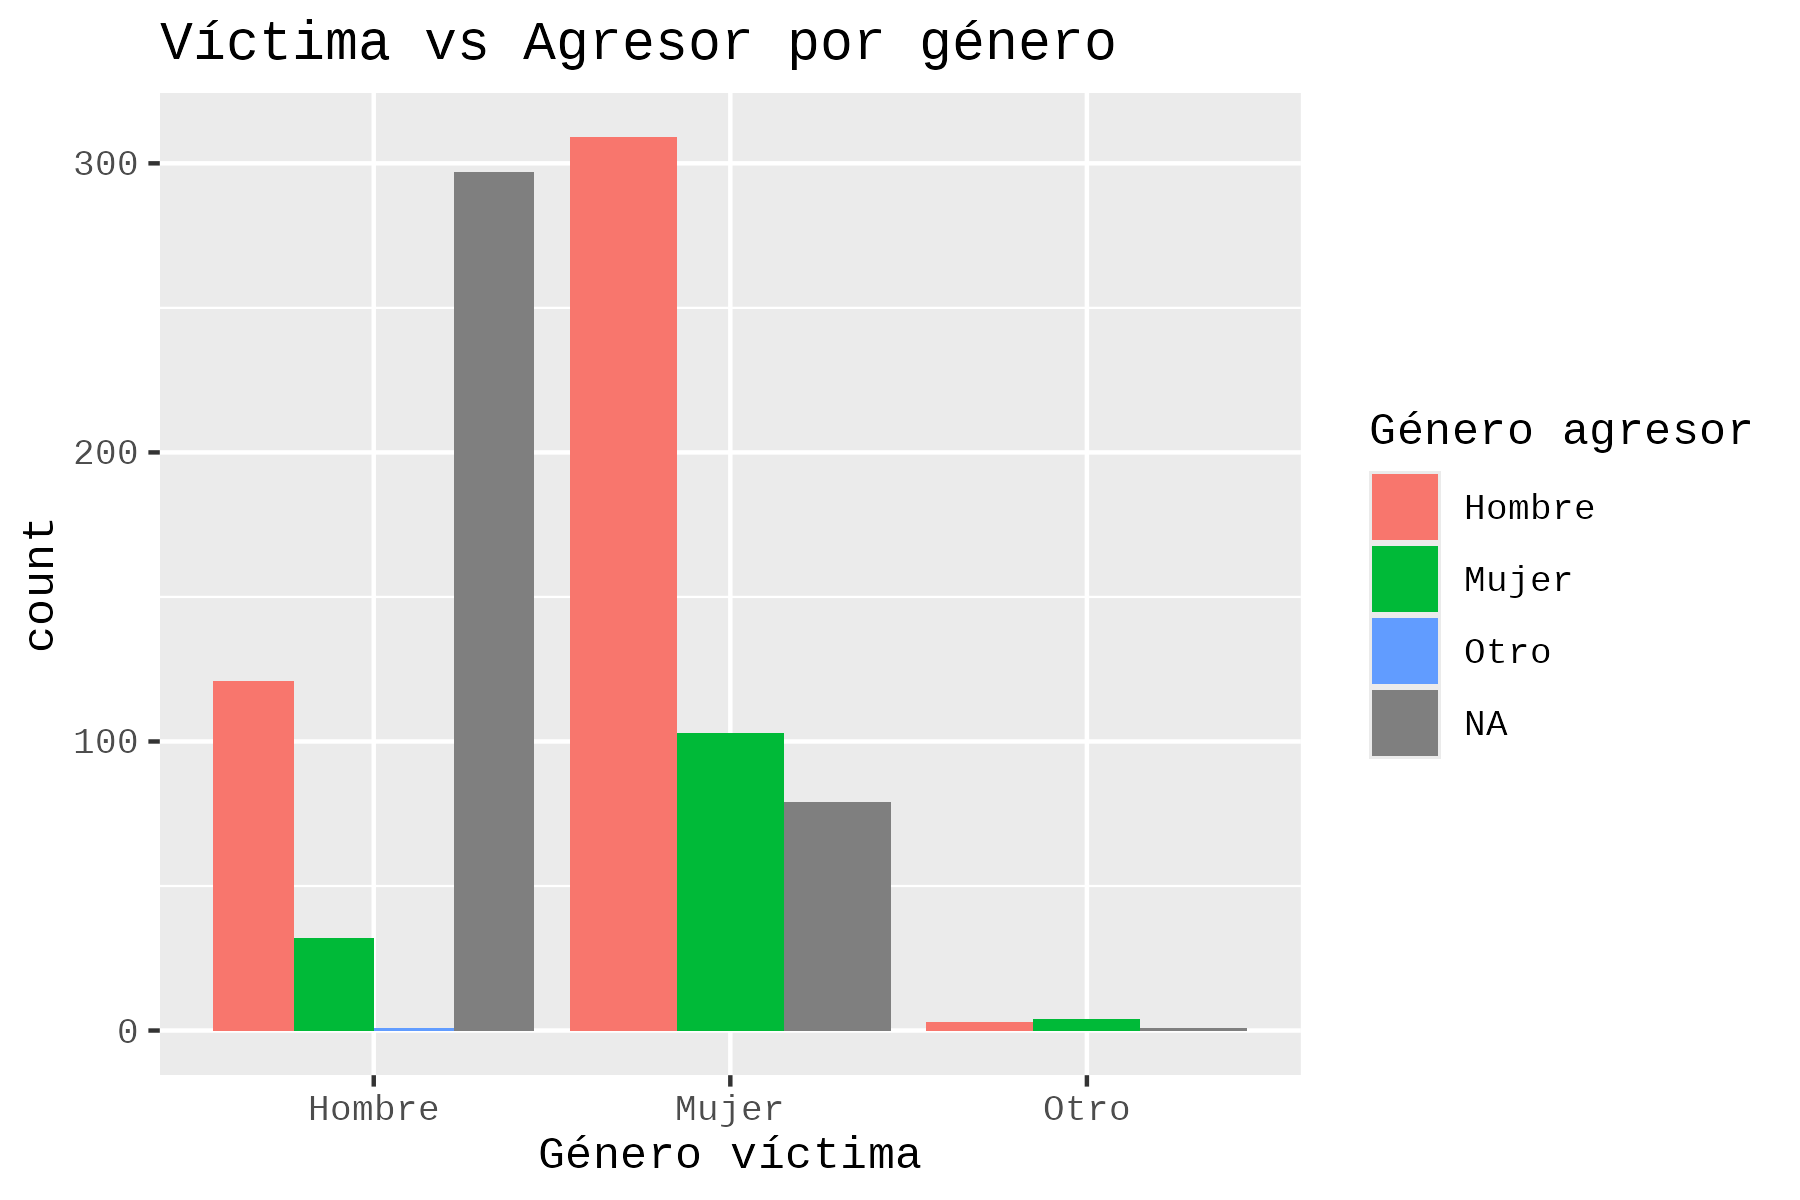 Víctima vs Agresor por género
300
200
100
0
count
Hombre
Mujer
Otro
Género víctima
Género agresor
Hombre
Mujer
Otro
NA